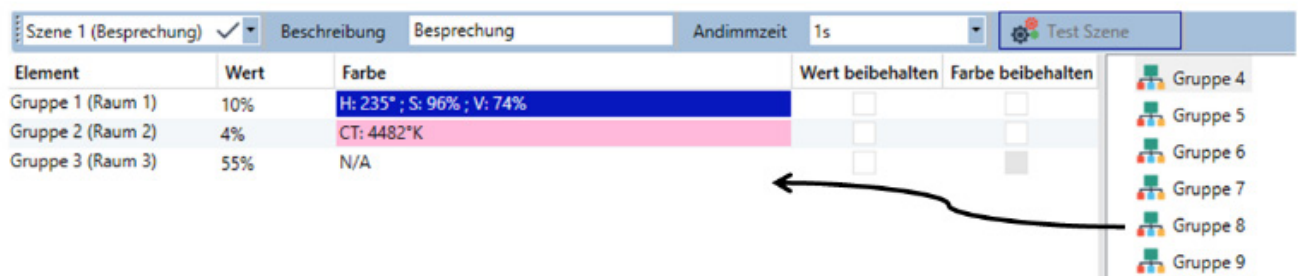 Szene 1 (Besprechung) Beschreibung Besprechung Andimmzeit 1s Test Szene
Element Wert Farbe Wert beibehalten Farbe beibehalten
Gruppe 1 (Raum 1) 10% H: 235° ; S: 96% ; V: 74%
Gruppe 2 (Raum 2) 4% CT: 4482°K
Gruppe 3 (Raum 3) 55% N/A
Gruppe 4
Gruppe 5
Gruppe 6
Gruppe 7
Gruppe 8
Gruppe 9